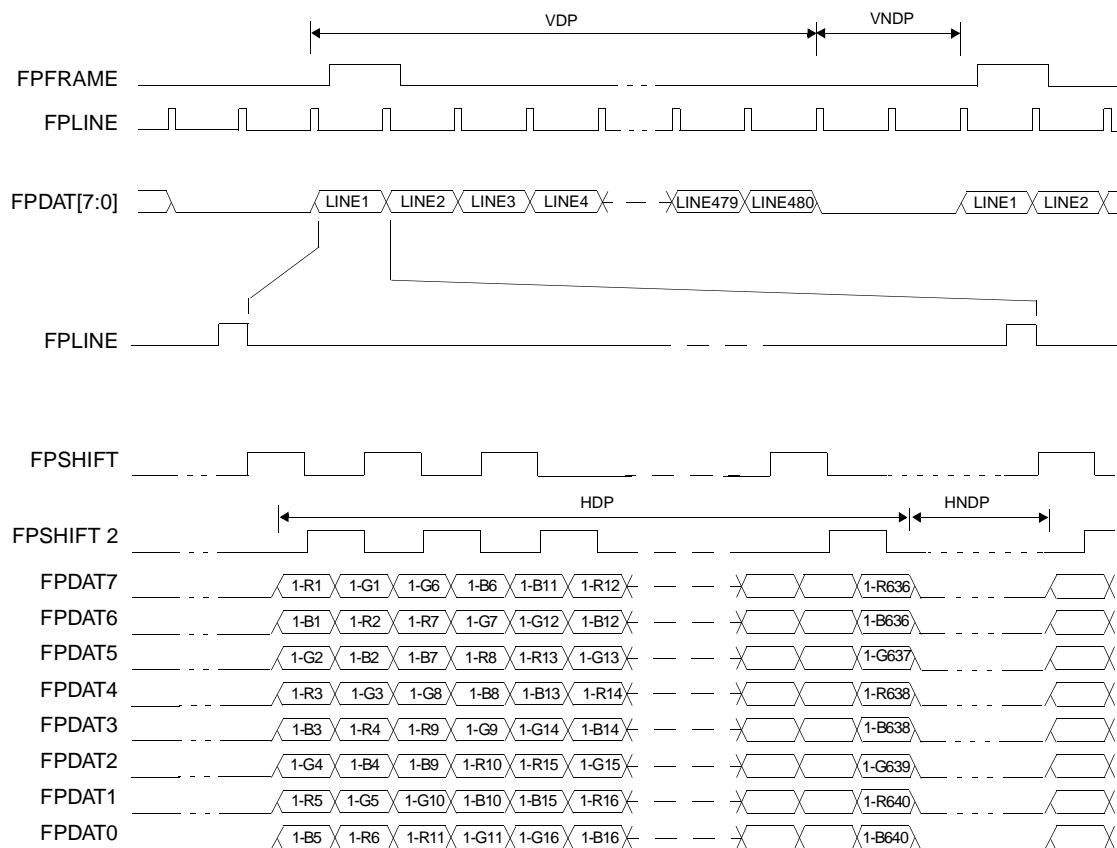 VDP VNDP
FPFRAME
FPLINE
FPDAT[7:0] LINE1 LINE2 LINE3 LINE4 LINE479 LINE480 LINE1 LINE2
FPLINE
FPSHIFT
HDP HNDP
FPSHIFT 2
FPDAT7 1-R1 1-G1 1-G6 1-B6 1-B11 1-R12 1-R636
FPDAT6 1-B1 1-R2 1-R7 1-G7 1-G12 1-B12 1-B636
FPDAT5 1-G2 1-B2 1-B7 1-R8 1-R13 1-G13 1-G637
FPDAT4 1-R3 1-G3 1-G8 1-B8 1-B13 1-R14 1-R638
FPDAT3 1-B3 1-R4 1-R9 1-G9 1-G14 1-B14 1-B638
FPDAT2 1-G4 1-B4 1-B9 1-R10 1-R15 1-G15 1-G639
FPDAT1 1-R5 1-G5 1-G10 1-B10 1-B15 1-R16 1-R640
FPDAT0 1-B5 1-R6 1-R11 1-G11 1-G16 1-B16 1-B640